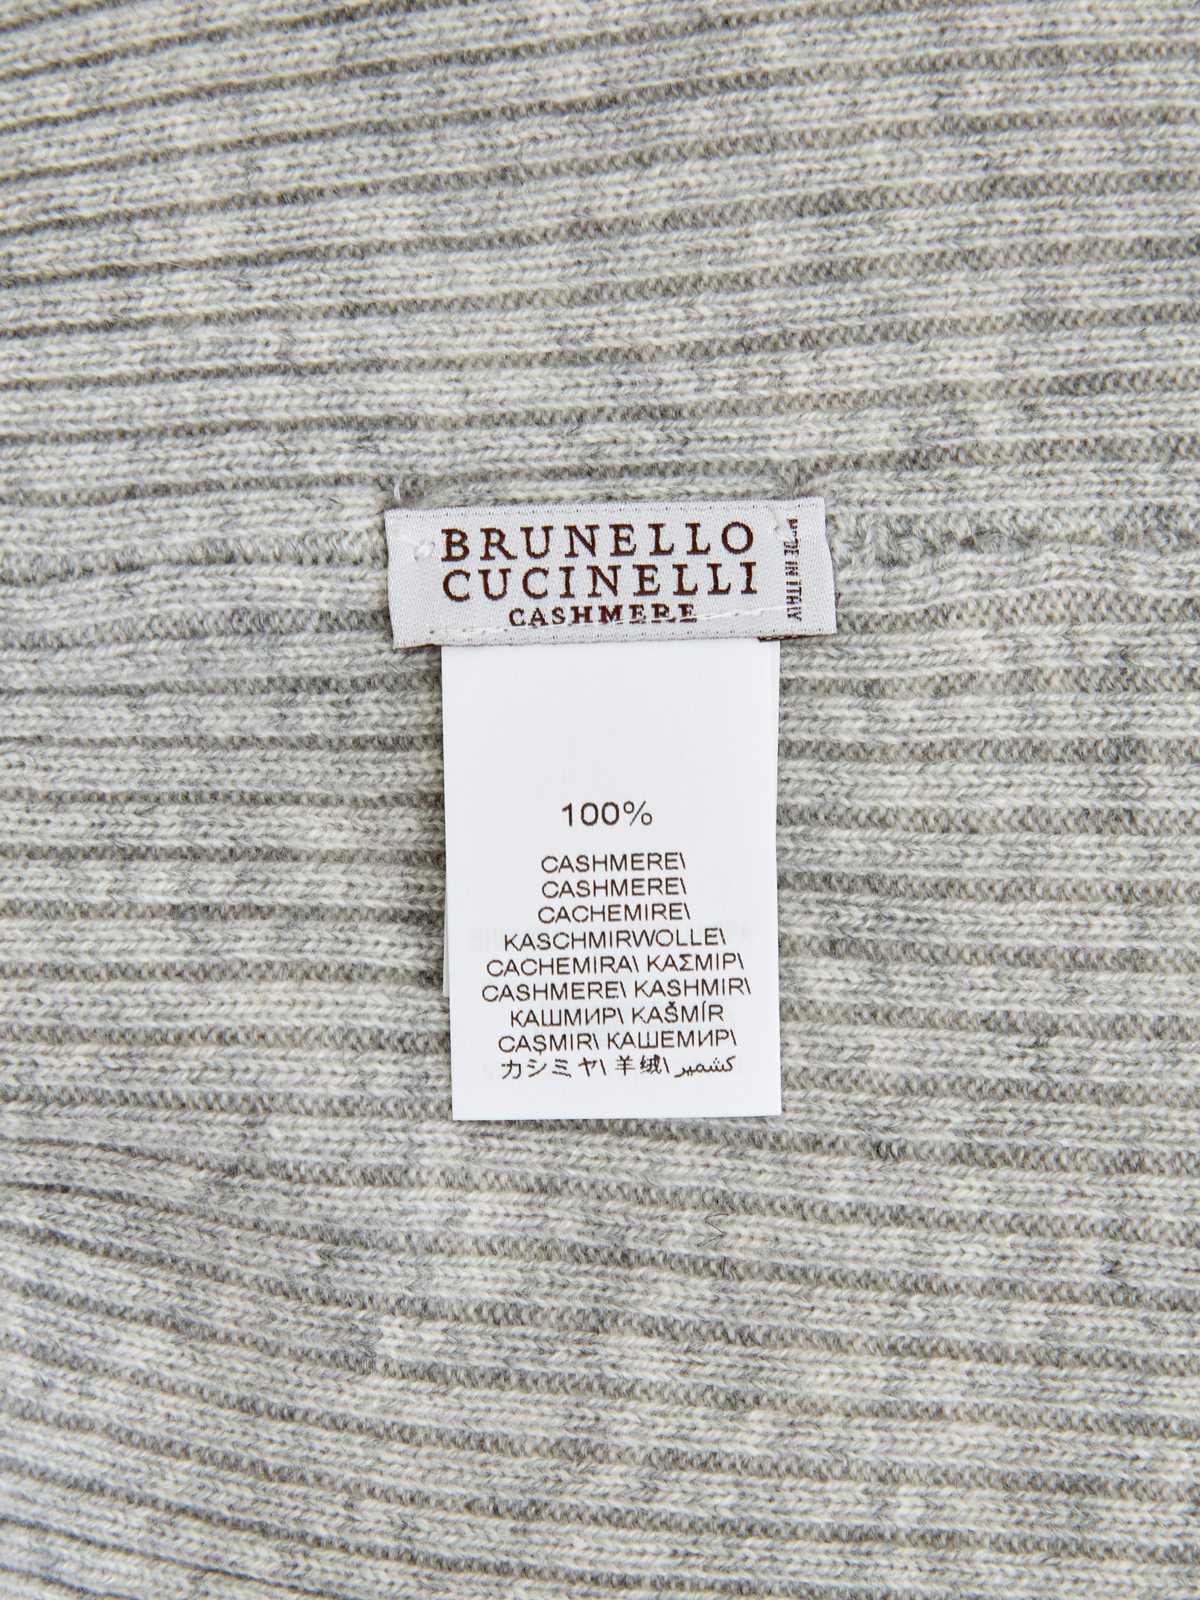 BRUNELLO
CUCINELLI
CASHMERE
MADE IN ITALY
100%
CASHMERE\
CASHMERE\
CACHEMIRE\
KASCHMIRWOLLE\
CACHEMIRA\ ΚΑΣΜΙΡ\
CASHMERE\ KASHMIR\
КАШМИР\ KAŠMÍR
CAŞMIR\ КАШЕМИР\
カシミヤ\ 羊绒\ كشمير